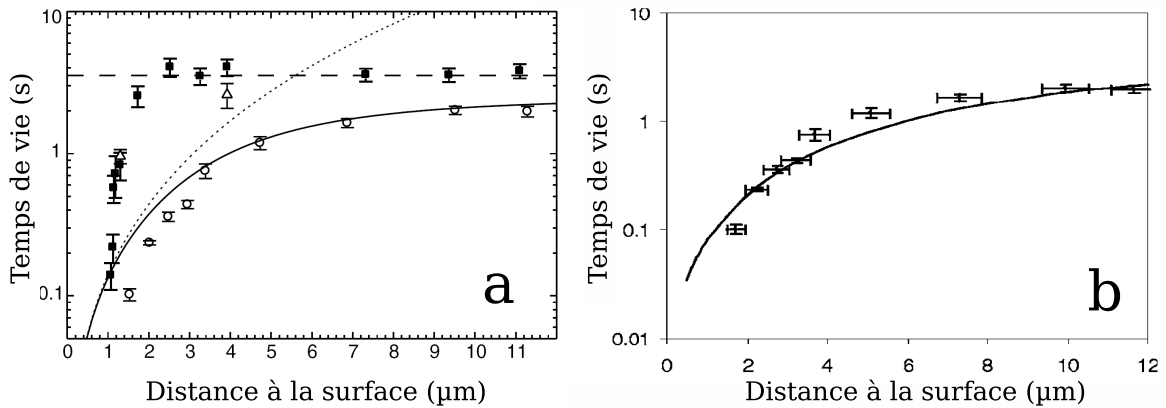 10
1
0.1
0 1 2 3 4 5 6 7 8 9 10 11
Temps de vie (s)
Distance à la surface (µm)
a
10
1
0.1
0.01
0 2 4 6 8 10 12
Temps de vie (s)
Distance à la surface (µm)
b